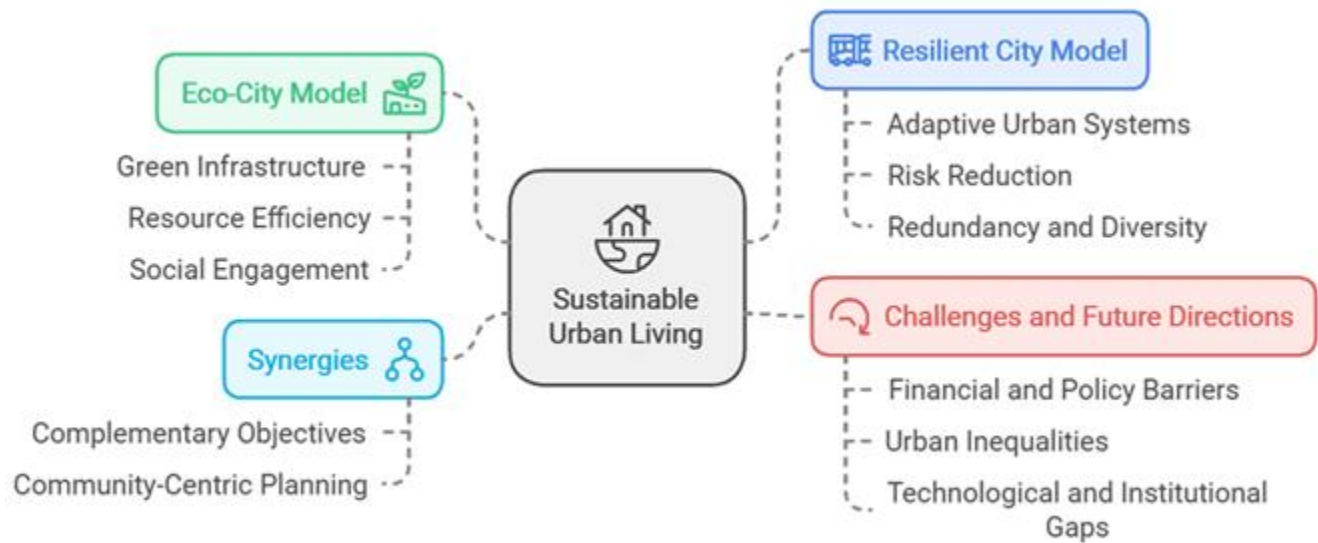 Eco-City Model
Green Infrastructure
Resource Efficiency
Social Engagement
Synergies
Complementary Objectives
Community-Centric Planning
Sustainable
Urban Living
Resilient City Model
Adaptive Urban Systems
Risk Reduction
Redundancy and Diversity
Challenges and Future Directions
Financial and Policy Barriers
Urban Inequalities
Technological and Institutional
Gaps